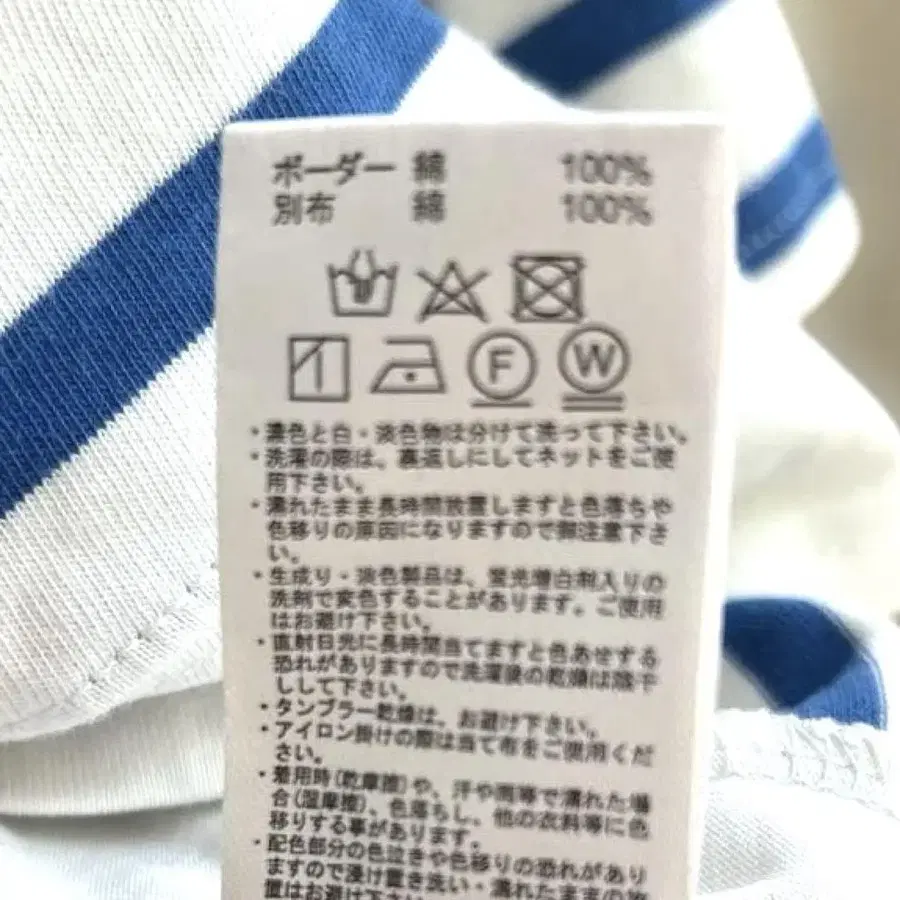 ボーダー 綿 100%
別布 綿 100%
F W
・濃色と白・淡色物は分けて洗って下さい。
・洗濯の際は、裏返しにしてネットをご使
用下さい。
・濡れたまま長時間放置しますと色落ちや
色移りの原因になりますので御注意下さ
い。
・生成り・淡色製品は、蛍光増白剤入りの
洗剤で変色することがあります。ご使用
はお避け下さい。
・直射日光に長時間当てますと色あせする
恐れがありますので洗濯後の乾燥は陰干
しして下さい。
・タンブラー乾燥は、お避け下さい。
・アイロン掛けの際は当て布をご使用くだ
さい。
・着用時(乾摩擦)や、汗や雨等で濡れた場
合(湿摩擦)、色落ちし、他の衣料等に色
移りする事があります。
・配色部分の色泣きや色移りの恐れがあり
ますので浸け置き洗い・濡れたままの放
置はお避け下さい。